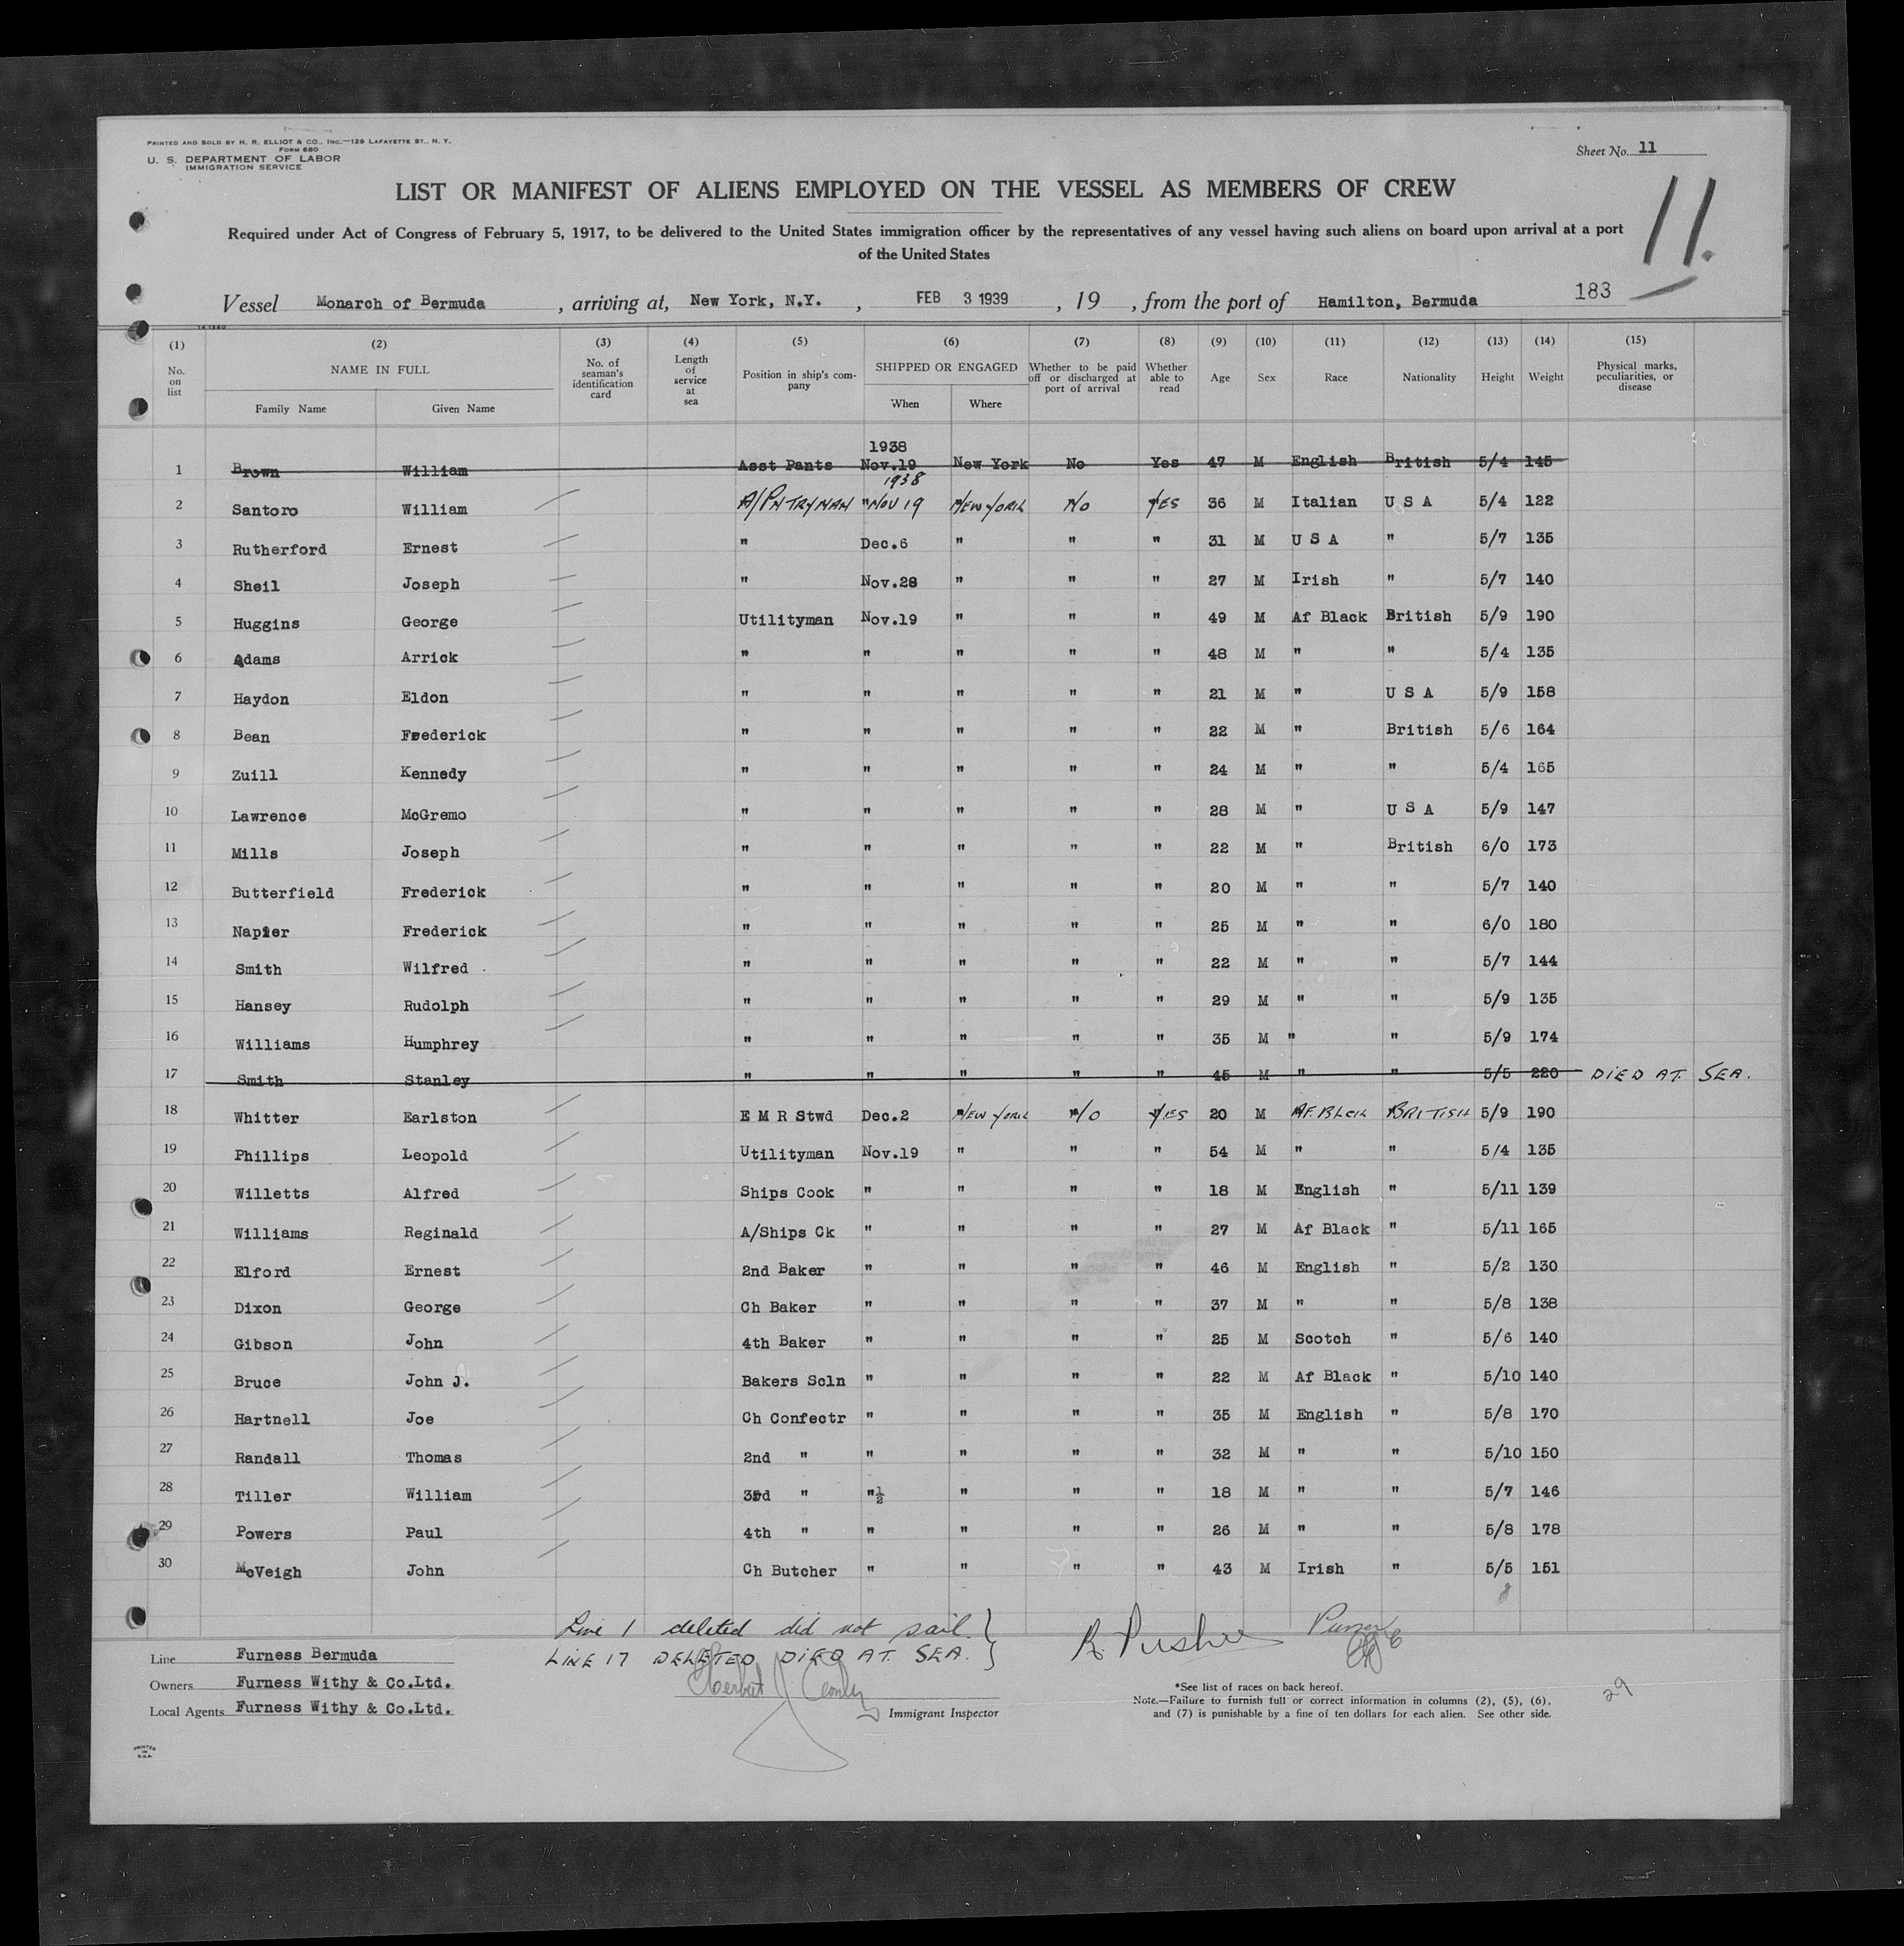 PRINTED AND SOLD BY H. R. ELLIOT & CO., INC.—129 LAFAYETTE ST., N. Y.
FORM 680
U. S. DEPARTMENT OF LABOR
IMMIGRATION SERVICE
Sheet No. 11
LIST OR MANIFEST OF ALIENS EMPLOYED ON THE VESSEL AS MEMBERS OF CREW
11.
Required under Act of Congress of February 5, 1917, to be delivered to the United States immigration officer by the representatives of any vessel having such aliens on board upon arrival at a port
of the United States
Vessel Monarch of Bermuda , arriving at, New York, N.Y. , FEB 3 1939 , 19 , from the port of Hamilton, Bermuda 183
14 1240
(1) (2) (3) (4) (5) (6) (7) (8) (9) (10) (11) (12) (13) (14) (15)
No. on list NAME IN FULL Family Name Given Name No. of seaman's identification card Length of service at sea Position in ship's company SHIPPED OR ENGAGED When Where Whether to be paid off or discharged at port of arrival Whether able to read Age Sex Race Nationality Height Weight Physical marks, peculiarities, or disease
1938
1 Brown William Asst Pants Nov.19 New York No Yes 47 M English British 5/4 145
1938
2 Santoro William A/PNTRYMAN " NOV 19 NEW YORK NO YES 36 M Italian U S A 5/4 122
3 Rutherford Ernest " Dec.6 " " " 31 M U S A " 5/7 135
4 Sheil Joseph " Nov.28 " " " 27 M Irish " 5/7 140
5 Huggins George Utilityman Nov.19 " " " 49 M Af Black British 5/9 190
6 Adams Arrick " " " " " 48 M " " 5/4 135
7 Haydon Eldon " " " " " 21 M " U S A 5/9 158
8 Bean Frederick " " " " " 22 M " British 5/6 164
9 Zuill Kennedy " " " " " 24 M " " 5/4 165
10 Lawrence McGremo " " " " " 28 M " U S A 5/9 147
11 Mills Joseph " " " " " 22 M " British 6/0 173
12 Butterfield Frederick " " " " " 20 M " " 5/7 140
13 Napier Frederick " " " " " 25 M " " 6/0 180
14 Smith Wilfred " " " " " 22 M " " 5/7 144
15 Hansey Rudolph " " " " " 29 M " " 5/9 135
16 Williams Humphrey " " " " " 35 M " " 5/9 174
17 Smith Stanley " " " " " 45 M " " 5/5 220 DIED AT SEA.
18 Whitter Earlston E M R Stwd Dec.2 NEW YORK NO YES 20 M AF.BLCK BRITISH 5/9 190
19 Phillips Leopold Utilityman Nov.19 " " " 54 M " " 5/4 135
20 Willetts Alfred Ships Cook " " " " 18 M English " 5/11 139
21 Williams Reginald A/Ships Ck " " " " 27 M Af Black " 5/11 165
22 Elford Ernest 2nd Baker " " " " 46 M English " 5/2 130
23 Dixon George Ch Baker " " " " 37 M " " 5/8 138
24 Gibson John 4th Baker " " " " 25 M Scotch " 5/6 140
25 Bruce John J. Bakers Scln " " " " 22 M Af Black " 5/10 140
26 Hartnell Joe Ch Confectr " " " " 35 M English " 5/8 170
27 Randall Thomas 2nd " " " " " 32 M " " 5/10 150
28 Tiller William 3rd " "½ " " " 18 M " " 5/7 146
29 Powers Paul 4th " " " " " 26 M " " 5/8 178
30 McVeigh John Ch Butcher " " " " 43 M Irish " 5/5 151
Line 1 deleted did not sail. }
LINE 17 DELETED DIED AT SEA. }
Purser
Line Furness Bermuda
Owners Furness Withy & Co.Ltd.
Local Agents Furness Withy & Co.Ltd.
Immigrant Inspector
*See list of races on back hereof.
Note.—Failure to furnish full or correct information in columns (2), (5), (6),
and (7) is punishable by a fine of ten dollars for each alien. See other side.
29
PRINTED
IN
U.S.A.